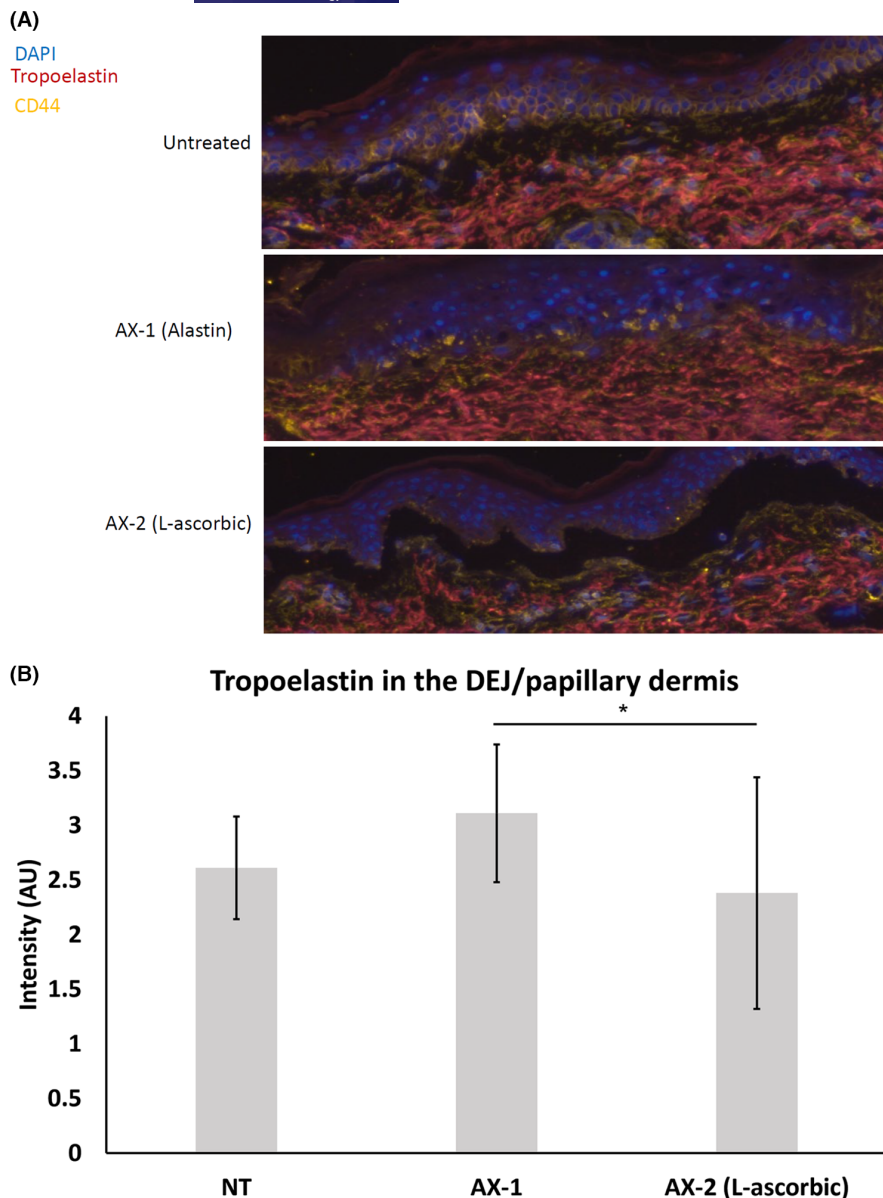 (A)
DAPI
Tropoelastin
CD44
Untreated
AX-1 (Alastin)
AX-2 (L-ascorbic)
(B)
Tropoelastin in the DEJ/papillary dermis
*
4
3.5
3
2.5
2
1.5
1
0.5
0
Intensity (AU)
NT AX-1 AX-2 (L-ascorbic)